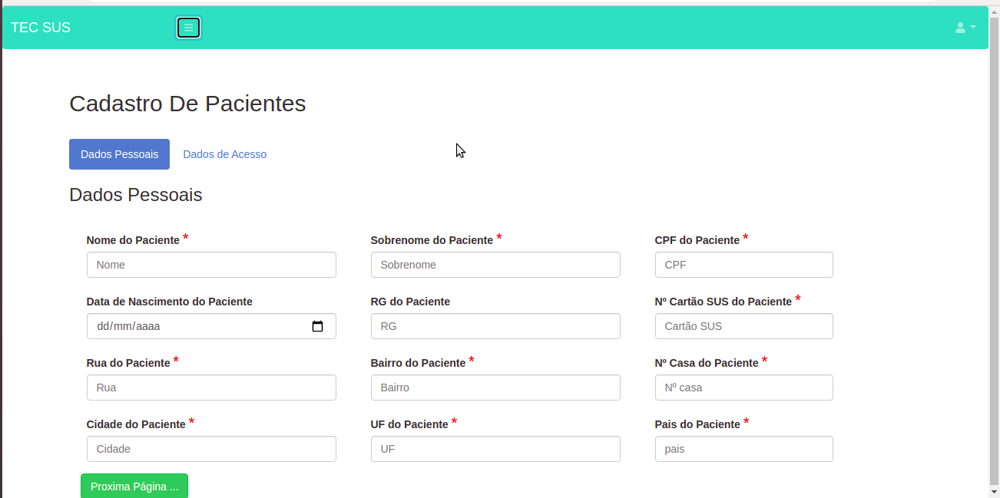 TEC SUS
Cadastro De Pacientes
Dados Pessoais Dados de Acesso
Dados Pessoais
Nome do Paciente * Sobrenome do Paciente * CPF do Paciente *
Nome Sobrenome CPF
Data de Nascimento do Paciente RG do Paciente Nº Cartão SUS do Paciente *
dd/mm/aaaa RG Cartão SUS
Rua do Paciente * Bairro do Paciente * Nº Casa do Paciente *
Rua Bairro Nº casa
Cidade do Paciente * UF do Paciente * Pais do Paciente *
Cidade UF pais
Proxima Página ...